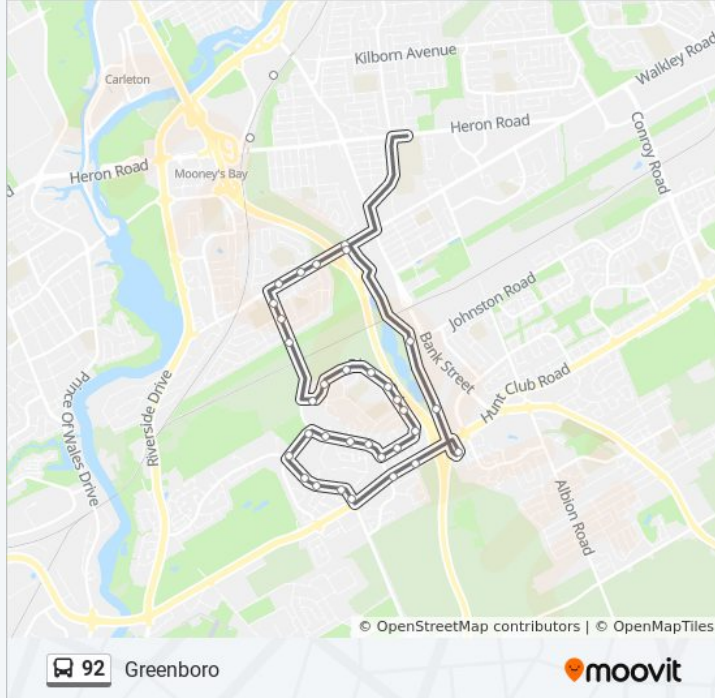 Kilborn Avenue
Walkley Road
Carleton
Heron Road
Conroy Road
Heron Road
Mooney's Bay
Johnston Road
Bank Street
Hunt Club Road
Prince Of Wales Drive
Riverside Drive
Albion Road
© OpenStreetMap contributors | © OpenMapTiles
92 Greenboro
moovit